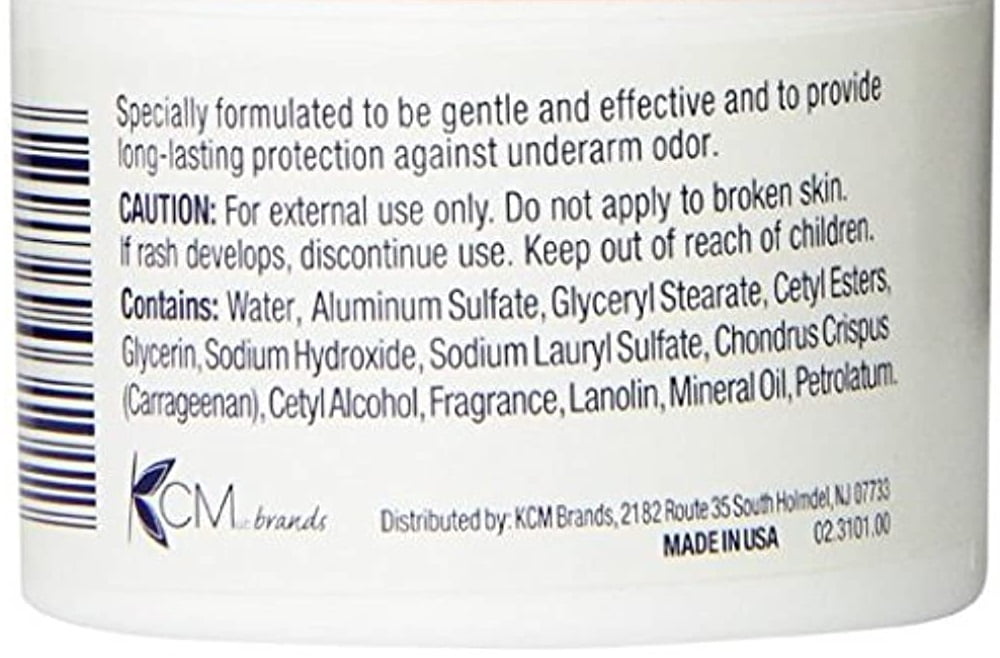 Specially formulated to be gentle and effective and to provide
long-lasting protection against underarm odor.
CAUTION: For external use only. Do not apply to broken skin.
If rash develops, discontinue use. Keep out of reach of children.
Contains: Water, Aluminum Sulfate, Glyceryl Stearate, Cetyl Esters,
Glycerin, Sodium Hydroxide, Sodium Lauryl Sulfate, Chondrus Crispus
(Carrageenan), Cetyl Alcohol, Fragrance, Lanolin, Mineral Oil, Petrolatum.
KCM brands
Distributed by: KCM Brands, 2182 Route 35 South Holmdel, NJ 07733
MADE IN USA 02.3101.00